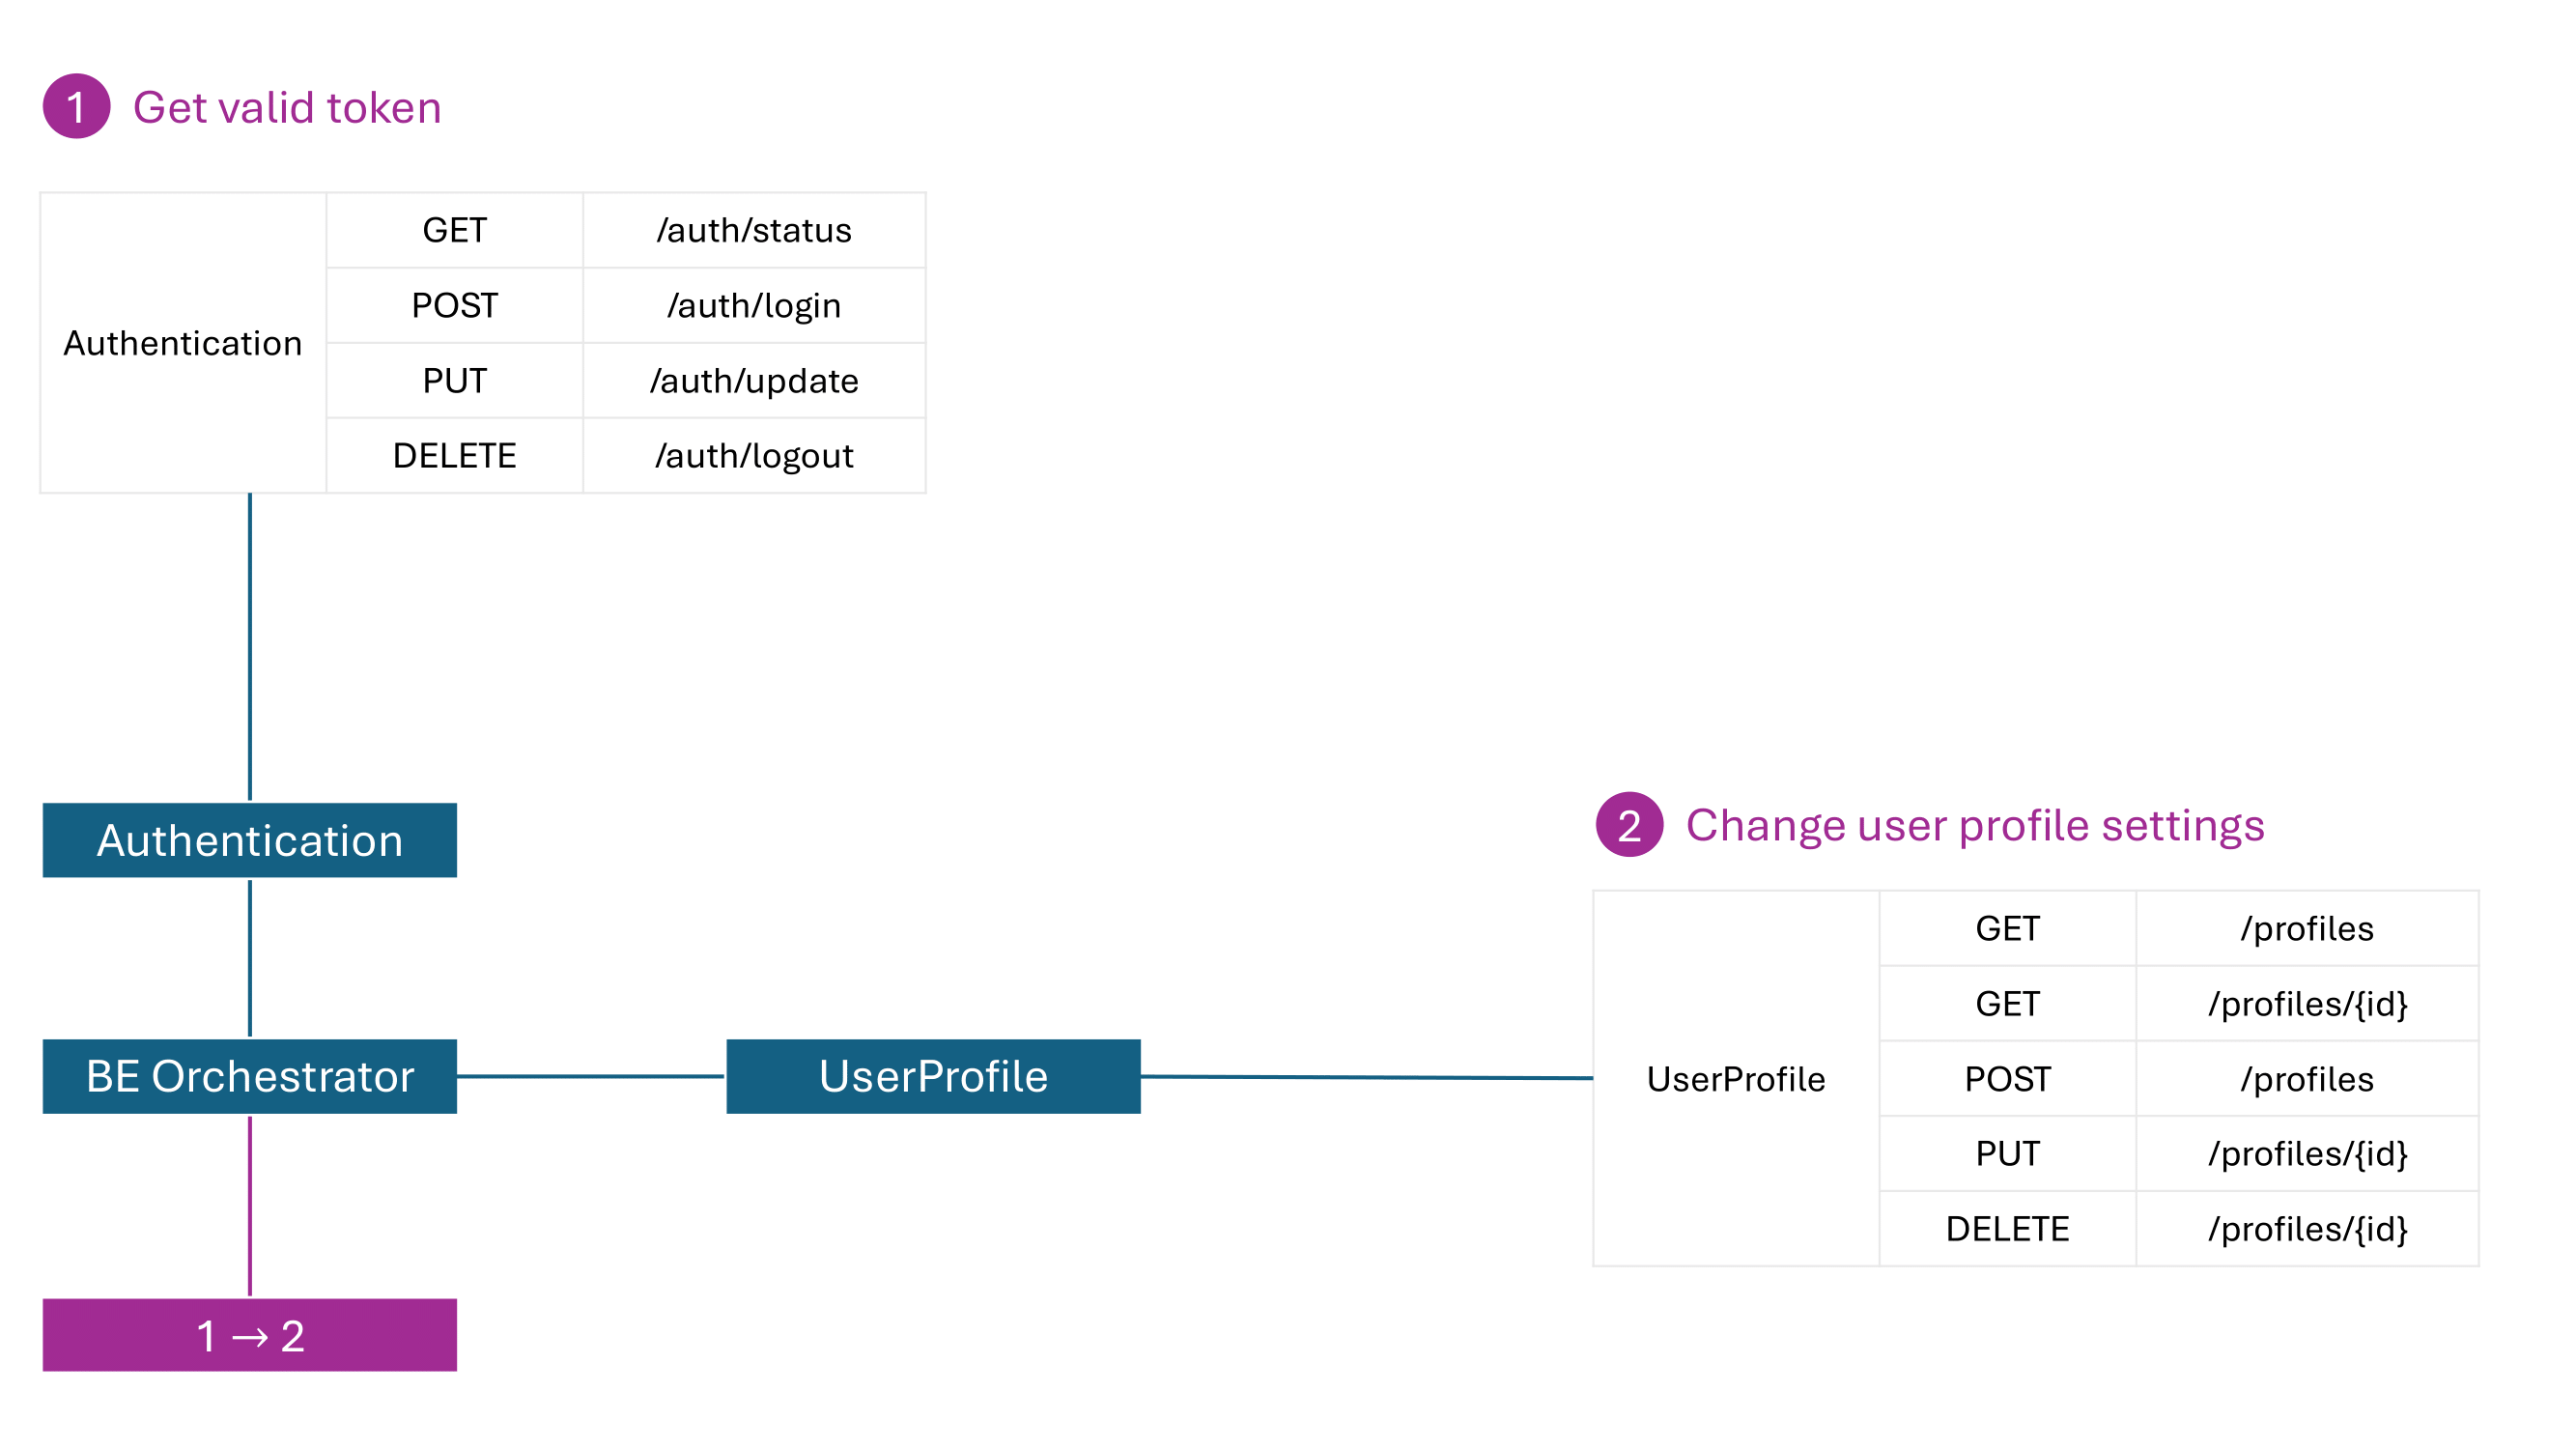 1 Get valid token
Authentication
GET /auth/status
POST /auth/login
PUT /auth/update
DELETE /auth/logout
Authentication
2 Change user profile settings
UserProfile
GET /profiles
GET /profiles/{id}
POST /profiles
PUT /profiles/{id}
DELETE /profiles/{id}
BE Orchestrator
UserProfile
1 → 2